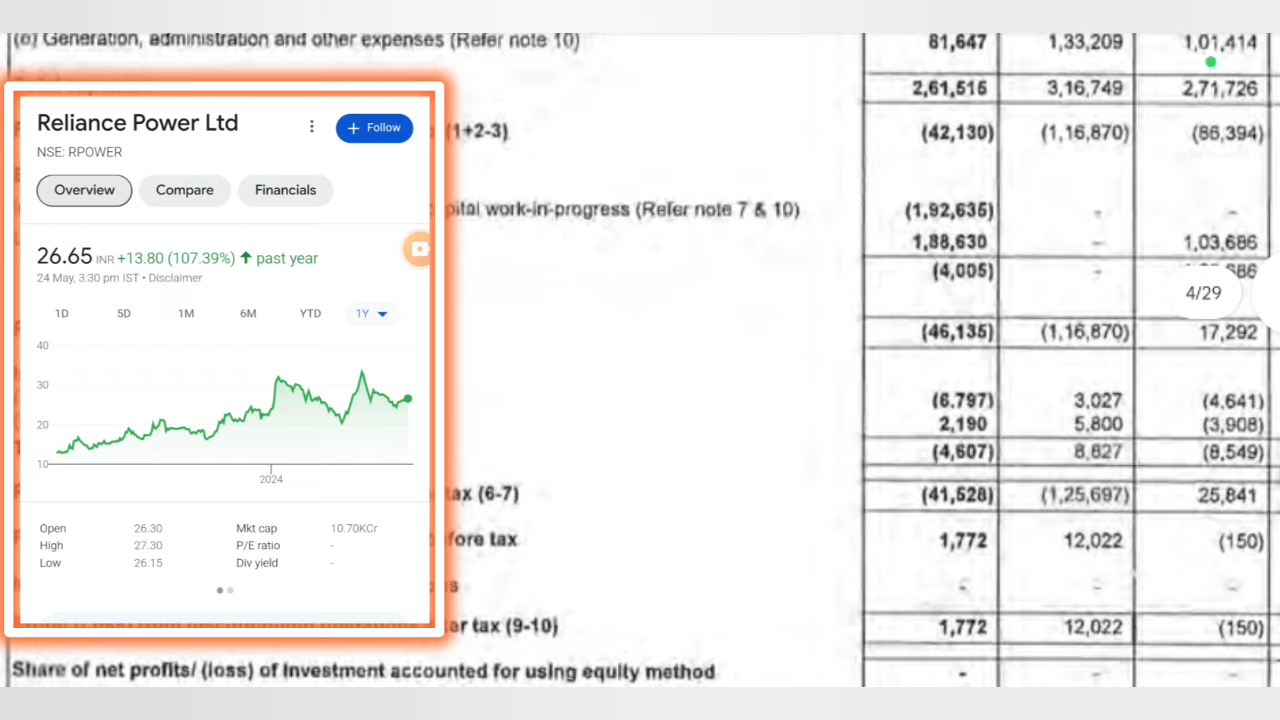 (d) Generation, administration and other expenses (Refer note 10) 81,647 1,33,209 1,01,414
2,61,515 3,16,749 2,71,726
(1+2-3) (42,130) (1,16,870) (86,394)
pital work-in-progress (Refer note 7 & 10) (1,92,635) - -
1,88,630 - 1,03,686
(4,005) -
4/29
(46,135) (1,16,870) 17,292
(6,797) 3,027 (4,641)
2,190 5,800 (3,908)
(4,607) 8,827 (8,549)
tax (6-7) (41,528) (1,25,697) 25,841
fore tax 1,772 12,022 (150)
- - -
er tax (9-10) 1,772 12,022 (150)
Share of net profits/ (loss) of Investment accounted for using equity method - - -
Reliance Power Ltd
+ Follow
NSE: RPOWER
Overview Compare Financials
26.65 INR +13.80 (107.39%) ↑ past year
24 May, 3:30 pm IST • Disclaimer
1D 5D 1M 6M YTD 1Y
40
30
20
10
2024
Open 26.30 Mkt cap 10.70KCr
High 27.30 P/E ratio -
Low 26.15 Div yield -